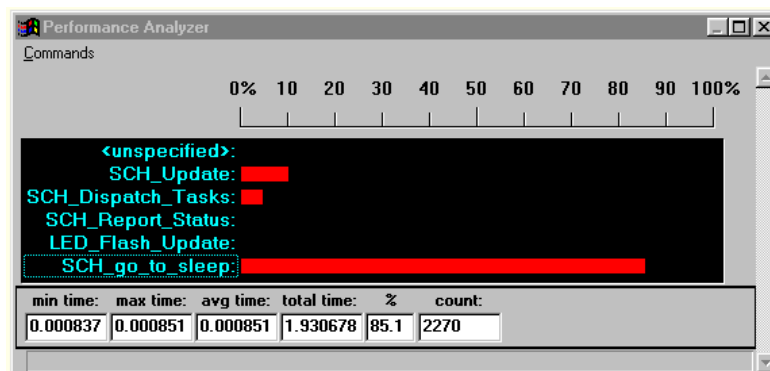 Performance Analyzer
Commands
0% 10 20 30 40 50 60 70 80 90 100%
<unspecified>:
SCH_Update:
SCH_Dispatch_Tasks:
SCH_Report_Status:
LED_Flash_Update:
SCH_go_to_sleep:
min time: max time: avg time: total time: % count:
0.000837 0.000851 0.000851 1.930678 85.1 2270